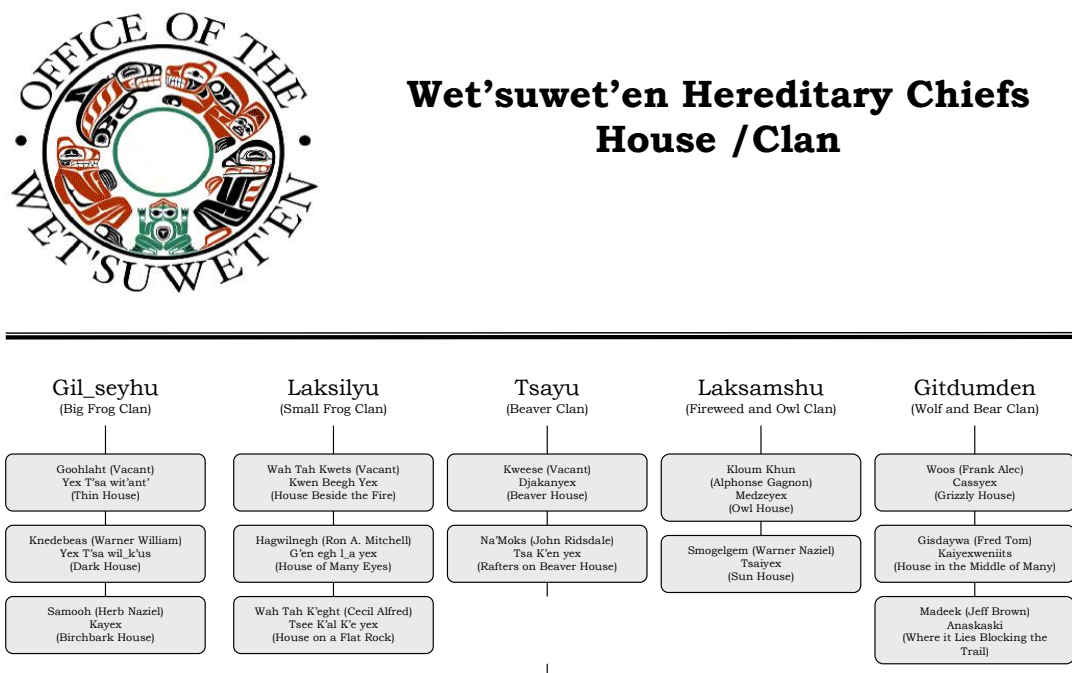 OFFICE OF THE
WET'SUWET'EN
Wet'suwet'en Hereditary Chiefs
House /Clan
Gil_seyhu
(Big Frog Clan)
Goohlaht (Vacant)
Yex T'sa wit'ant'
(Thin House)
Knedebeas (Warner William)
Yex T'sa wil_k'us
(Dark House)
Samooh (Herb Naziel)
Kayex
(Birchbark House)
Laksilyu
(Small Frog Clan)
Wah Tah Kwets (Vacant)
Kwen Beegh Yex
(House Beside the Fire)
Hagwilnegh (Ron A. Mitchell)
G'en egh l_a yex
(House of Many Eyes)
Wah Tah K'eght (Cecil Alfred)
Tsee K'al K'e yex
(House on a Flat Rock)
Tsayu
(Beaver Clan)
Kweese (Vacant)
Djakanyex
(Beaver House)
Na'Moks (John Ridsdale)
Tsa K'en yex
(Rafters on Beaver House)
Laksamshu
(Fireweed and Owl Clan)
Kloum Khun
(Alphonse Gagnon)
Medzeyex
(Owl House)
Smogelgem (Warner Naziel)
Tsaiyex
(Sun House)
Gitdumden
(Wolf and Bear Clan)
Woos (Frank Alec)
Cassyex
(Grizzly House)
Gisdaywa (Fred Tom)
Kaiyexweniits
(House in the Middle of Many)
Madeek (Jeff Brown)
Anaskaski
(Where it Lies Blocking the
Trail)